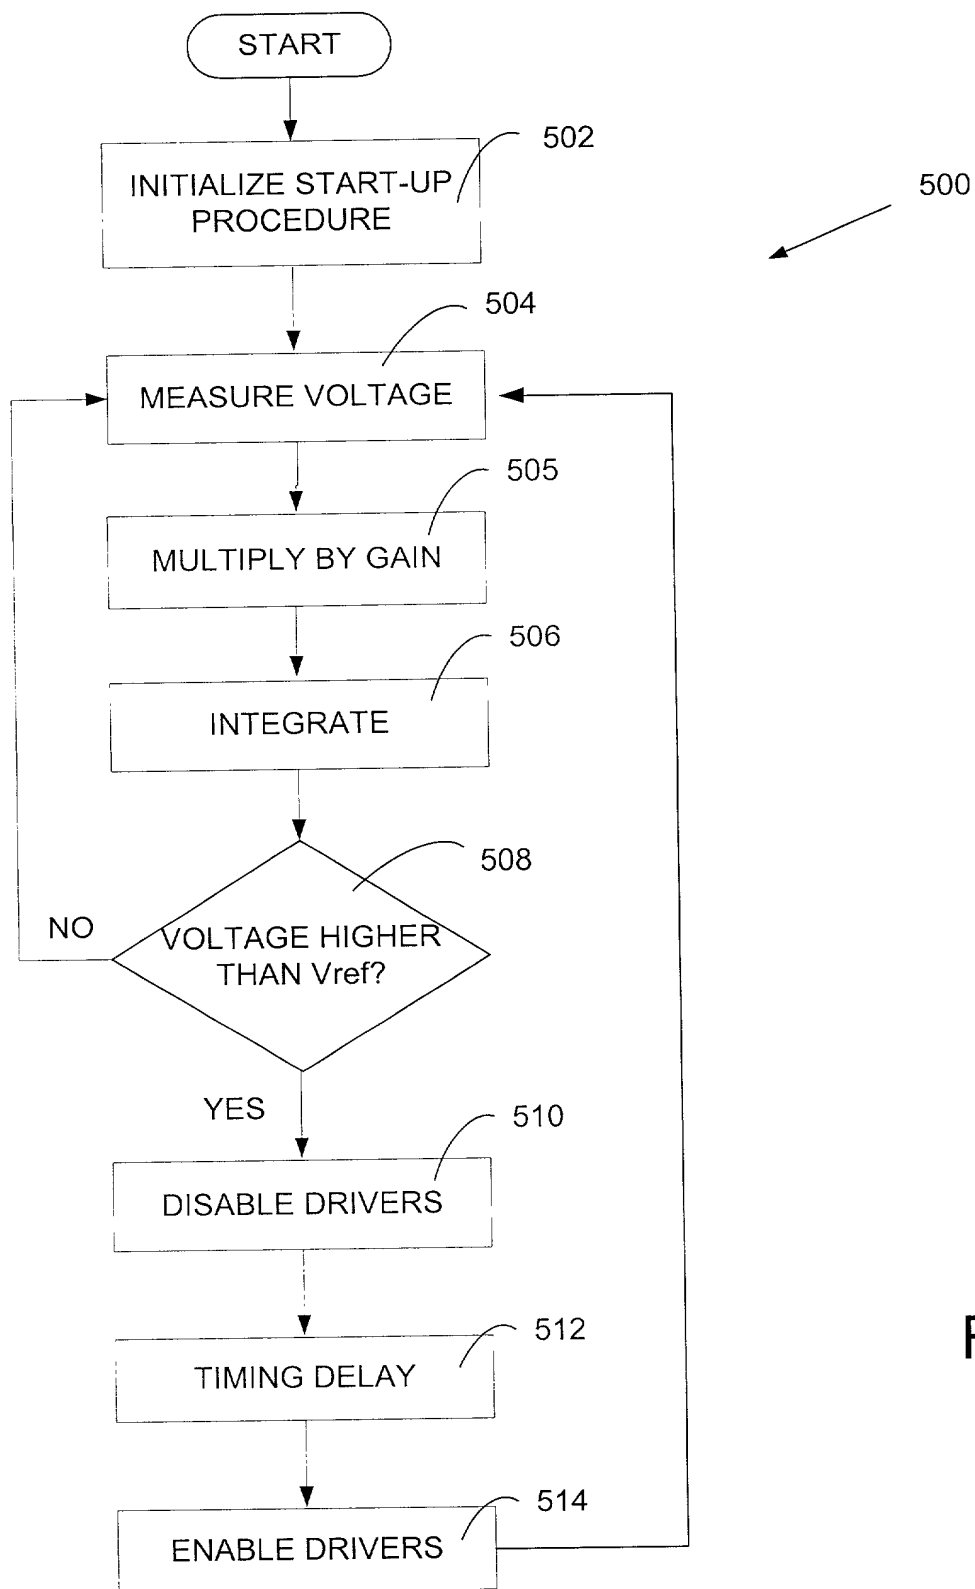 START
502
INITIALIZE START-UP
PROCEDURE
500
504
MEASURE VOLTAGE
505
MULTIPLY BY GAIN
506
INTEGRATE
508
NO
VOLTAGE HIGHER
THAN Vref?
YES
510
DISABLE DRIVERS
512
TIMING DELAY
514
ENABLE DRIVERS